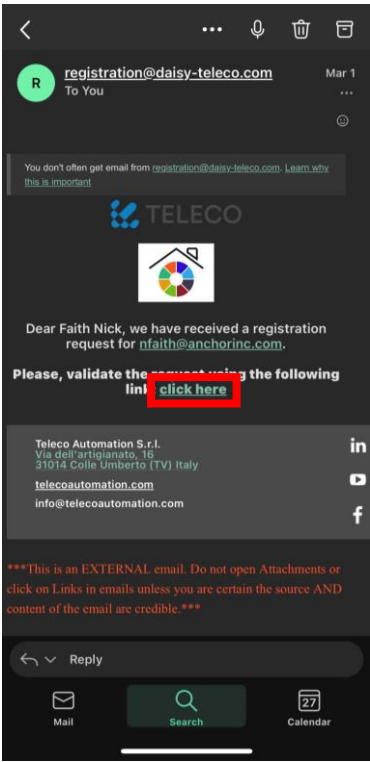 registration@daisy-teleco.com
Mar 1
R
To You
You don't often get email from registration@daisy-teleco.com. Learn why
this is important
TELECO
Dear Faith Nick, we have received a registration
request for nfaith@anchorinc.com.
Please, validate the request using the following
link click here
Teleco Automation S.r.l.
Via dell'artigianato, 16
31014 Colle Umberto (TV) Italy
telecoautomation.com
info@telecoautomation.com
in
f
***This is an EXTERNAL email. Do not open Attachments or
click on Links in emails unless you are certain the source AND
content of the email are credible.***
Reply
27
Mail
Search
Calendar